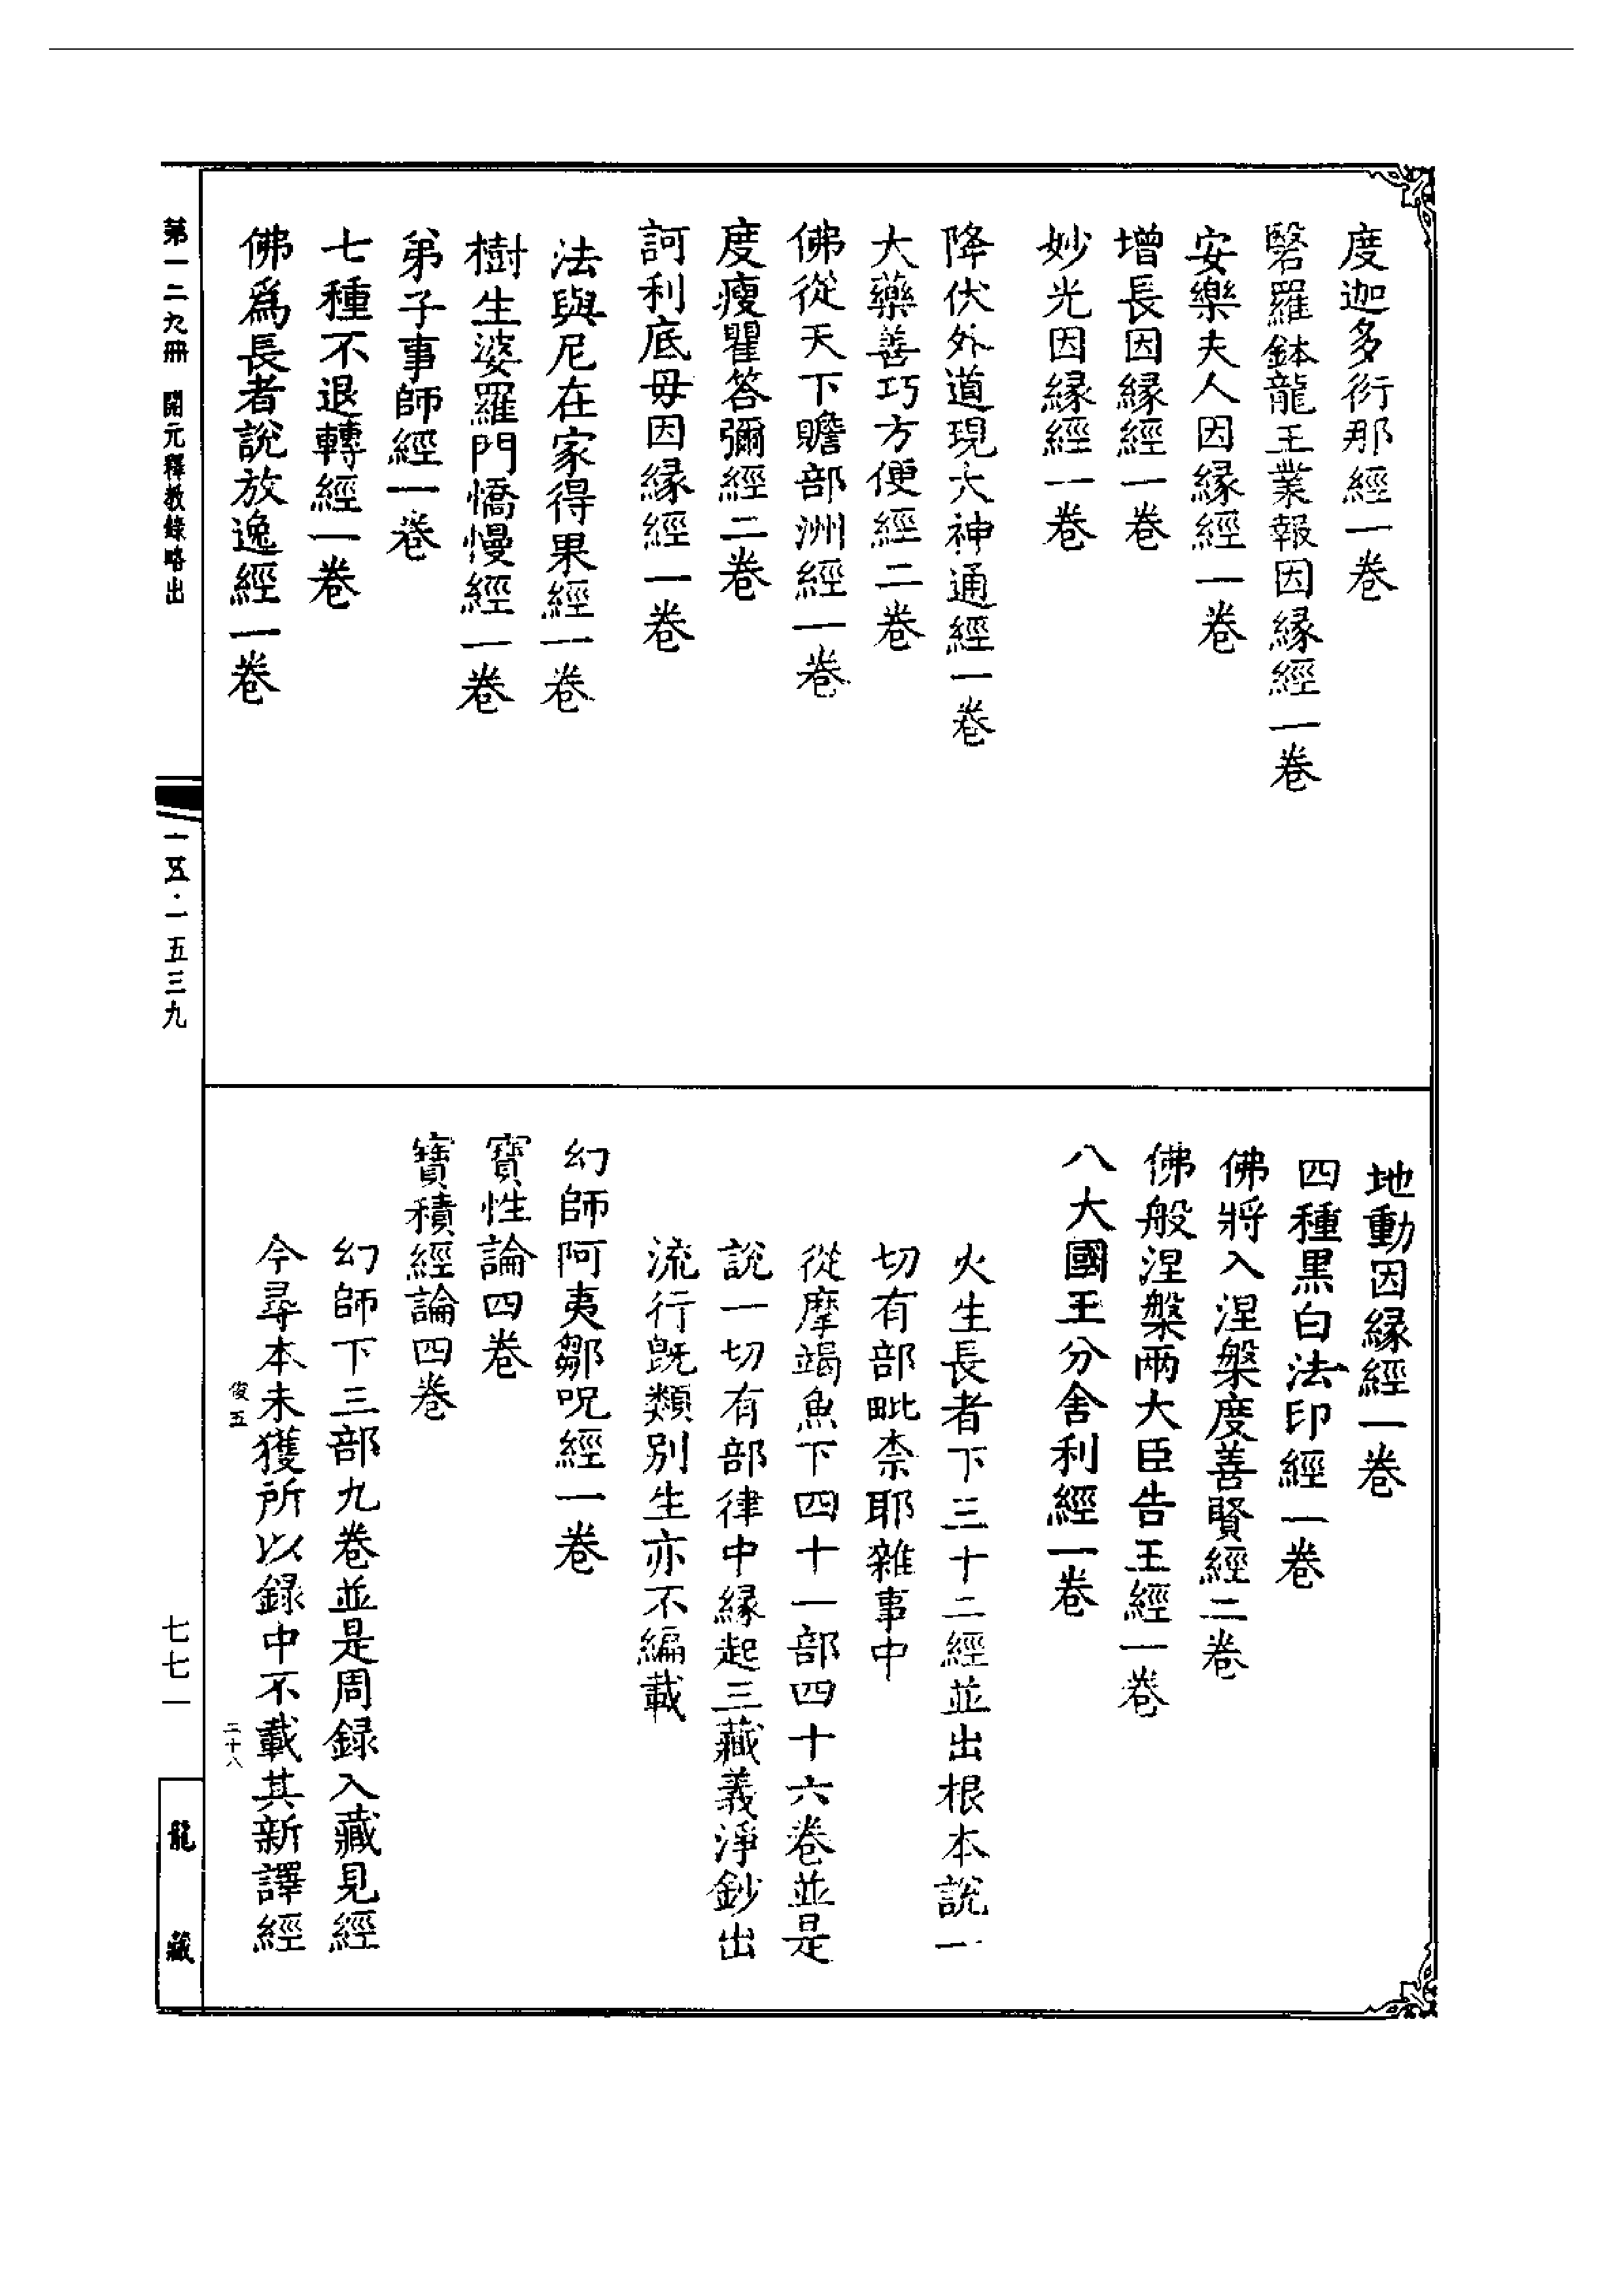 度迦多衍那經一卷
毉羅鉢龍王業報因縁經一卷
安樂夫人因縁經一卷
增長因縁經一卷
妙光因縁經一卷
降伏外道現大神通經一卷
大藥善巧方便經二卷
佛從天下贍部洲經一卷
度瘦瞿答彌經二卷
訶利底母因縁經一卷
法與尼在家得果經一卷
樹生婆羅門憍慢經一卷
弟子事師經一卷
七種不退轉經一卷
佛爲長者說放逸經一卷
地動因縁經一卷
四種黒白法印經一卷
佛將入涅槃度善賢經二卷
佛般涅槃兩大臣告王經一卷
八大國王分舍利經一卷
火生長者下三十二經並出根本說一
切有部毗柰耶雜事中
從摩竭魚下四十一部四十六卷並是
說一切有部律中縁起三藏義淨鈔出
流行旣類別生亦不編載
幻師阿夷鄒呪經一卷
寳性論四卷
寳積經論四卷
幻師下三部九卷並是周録入藏見經
今尋本未獲所以録中不載其新譯經
俊五
二十八
第一二九冊 開元釋教錄略出
一五·一五三九
七七一
龍藏